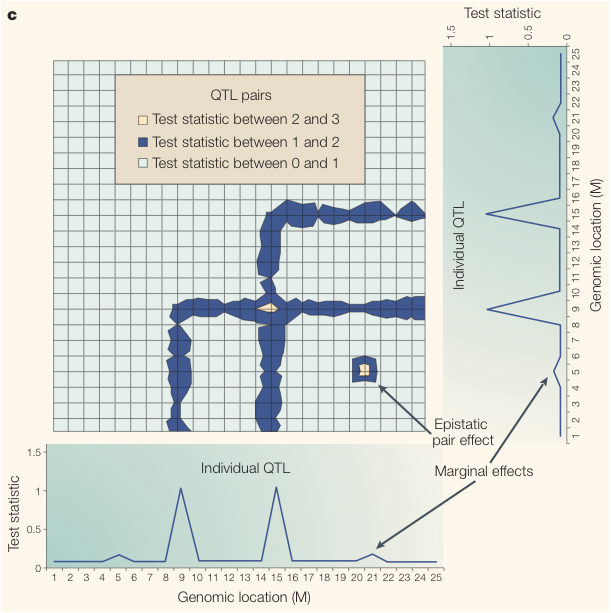 c
Test statistic
1.5
1
0.5
0
QTL pairs
Test statistic between 2 and 3
Test statistic between 1 and 2
Test statistic between 0 and 1
Individual QTL
Genomic location (M)
1 2 3 4 5 6 7 8 9 10 11 12 13 14 15 16 17 18 19 20 21 22 23 24 25
Epistatic
pair effect
Marginal effects
Individual QTL
Test statistic
1.5
1
0.5
0
1 2 3 4 5 6 7 8 9 10 11 12 13 14 15 16 17 18 19 20 21 22 23 24 25
Genomic location (M)